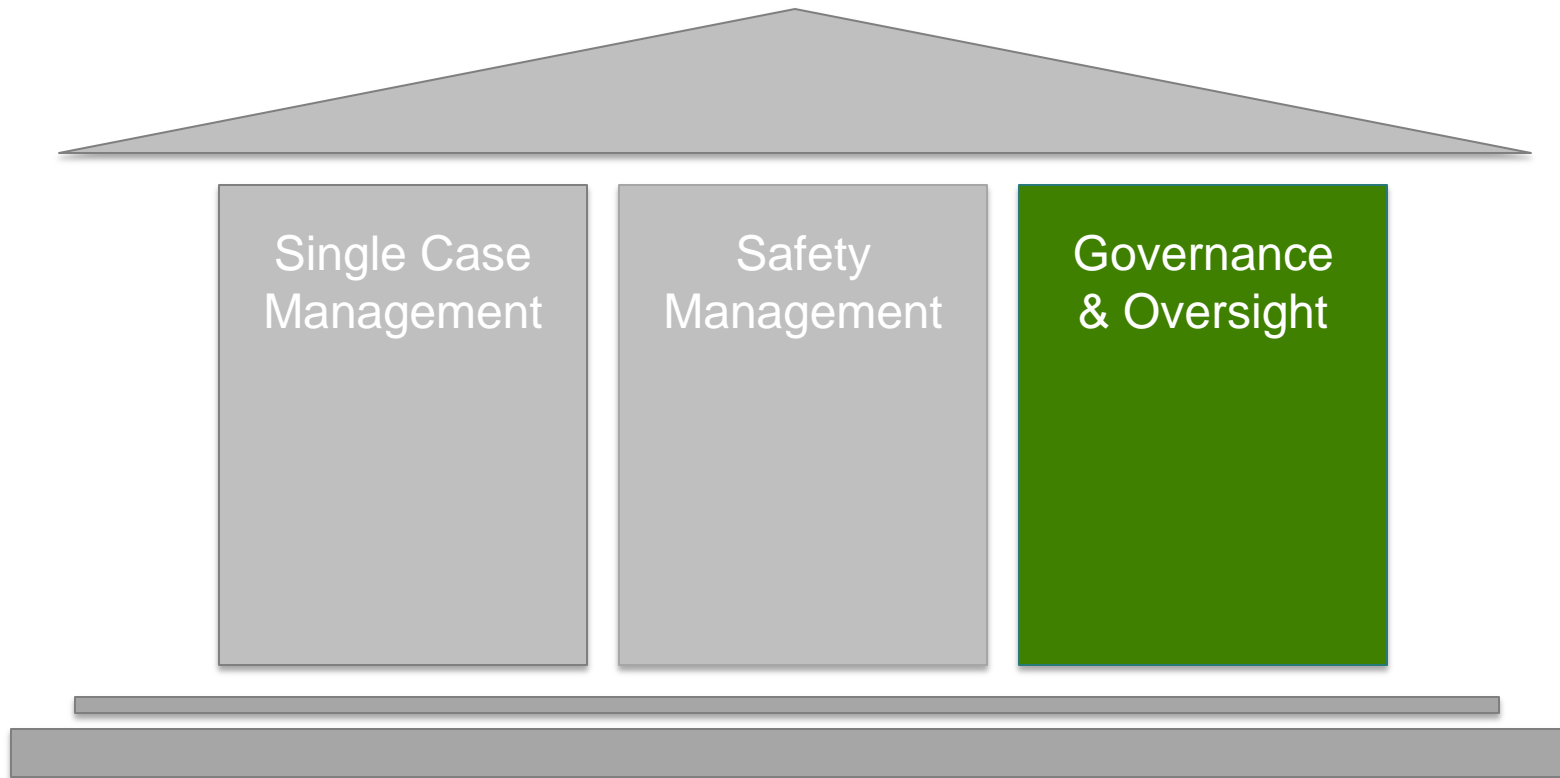 Single Case
Management
Safety
Management
Governance
& Oversight